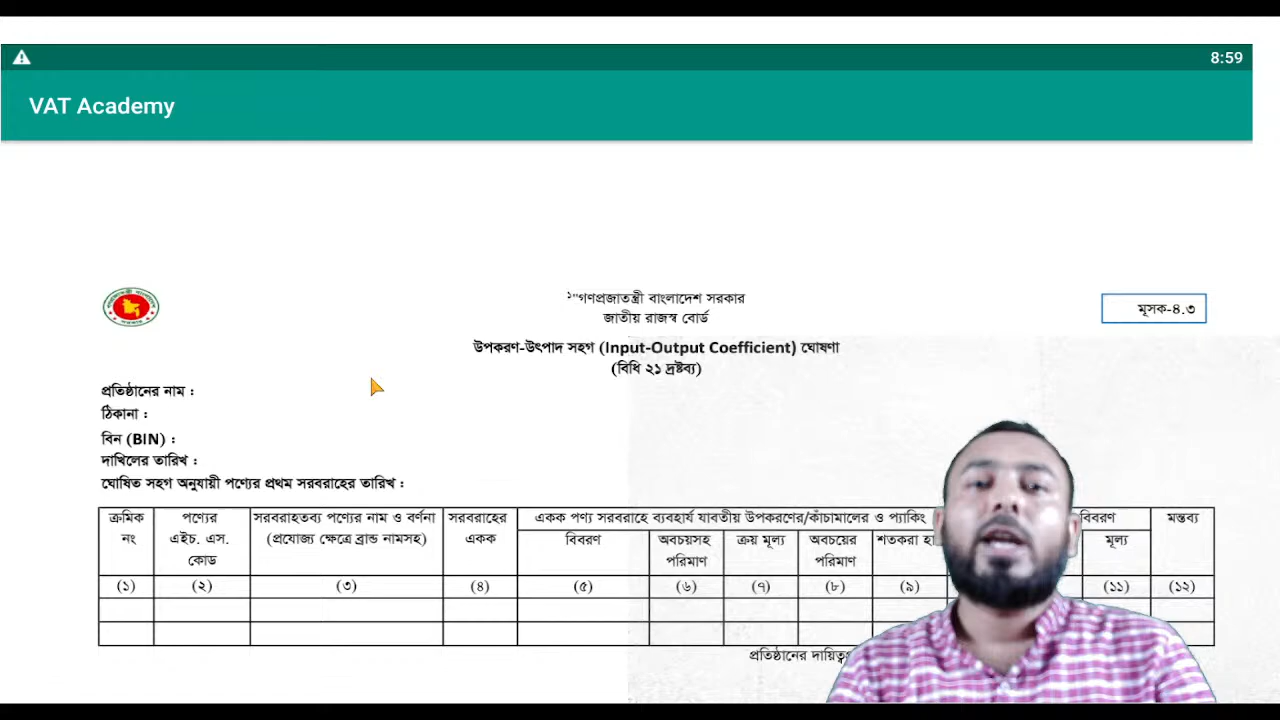 8:59
VAT Academy
১"গণপ্রজাতন্ত্রী বাংলাদেশ সরকার
জাতীয় রাজস্ব বোর্ড
মূসক-৪.৩
উপকরণ-উৎপাদ সহগ (Input-Output Coefficient) ঘোষণা
(বিধি ২১ দ্রষ্টব্য)
প্রতিষ্ঠানের নাম :
ঠিকানা :
বিন (BIN) :
দাখিলের তারিখ :
ঘোষিত সহগ অনুযায়ী পণ্যের প্রথম সরবরাহের তারিখ :
ক্রমিক নং
পণ্যের এইচ. এস. কোড
সরবরাহতব্য পণ্যের নাম ও বর্ণনা (প্রযোজ্য ক্ষেত্রে ব্রান্ড নামসহ)
সরবরাহের একক
একক পণ্য সরবরাহে ব্যবহার্য যাবতীয় উপকরণের/কাঁচামালের ও প্যাকিং
বিবরণ
মন্তব্য
বিবরণ
অবচয়সহ পরিমাণ
ক্রয় মূল্য
অবচয়ের পরিমাণ
শতকরা
মূল্য
(১) (২) (৩) (৪) (৫) (৬) (৭) (৮) (৯) (১১) (১২)
প্রতিষ্ঠানের